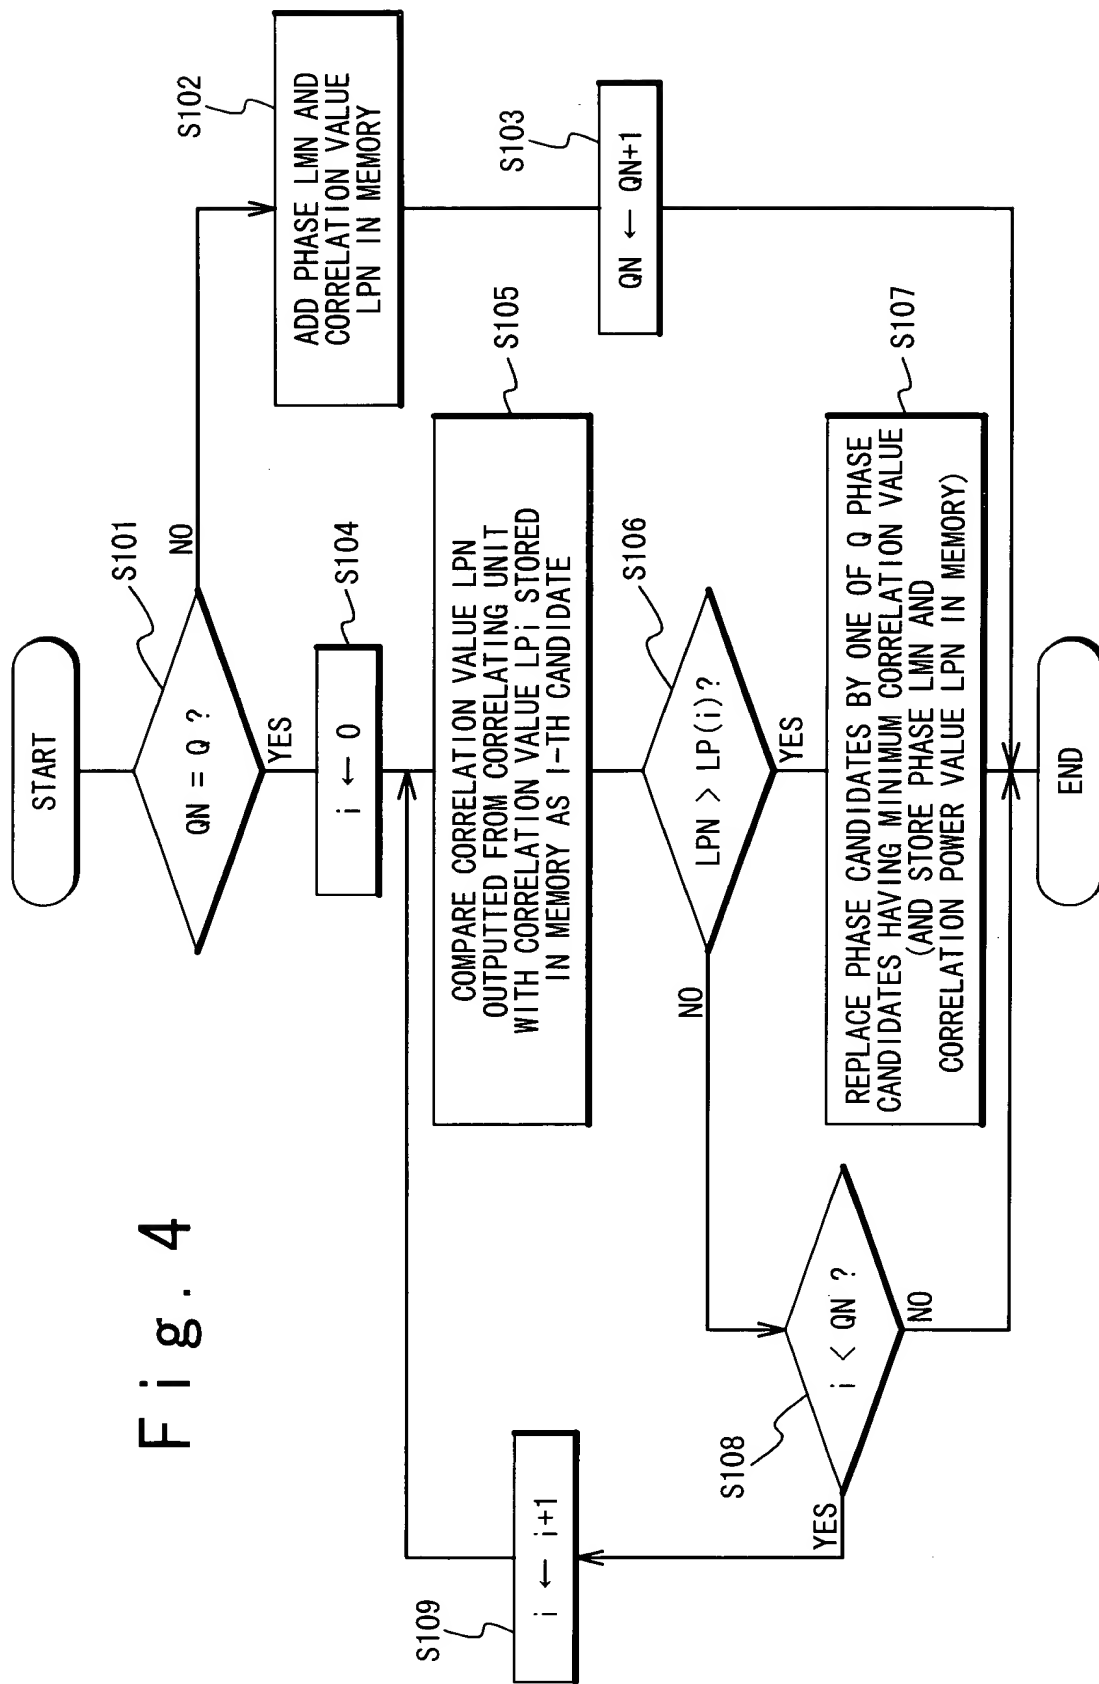 Fig. 4
START
S101
QN = Q ?
NO
YES
S102
ADD PHASE LMN AND
CORRELATION VALUE
LPN IN MEMORY
S103
QN ← QN+1
S104
i ← 0
S105
COMPARE CORRELATION VALUE LPN
OUTPUTTED FROM CORRELATING UNIT
WITH CORRELATION VALUE LPi STORED
IN MEMORY AS I-TH CANDIDATE
S106
LPN > LP(i)?
NO
YES
S107
REPLACE PHASE CANDIDATES BY ONE OF Q PHASE
CANDIDATES HAVING MINIMUM CORRELATION VALUE
(AND STORE PHASE LMN AND
CORRELATION POWER VALUE LPN IN MEMORY)
S108
i < QN ?
YES
NO
S109
i ← i+1
END